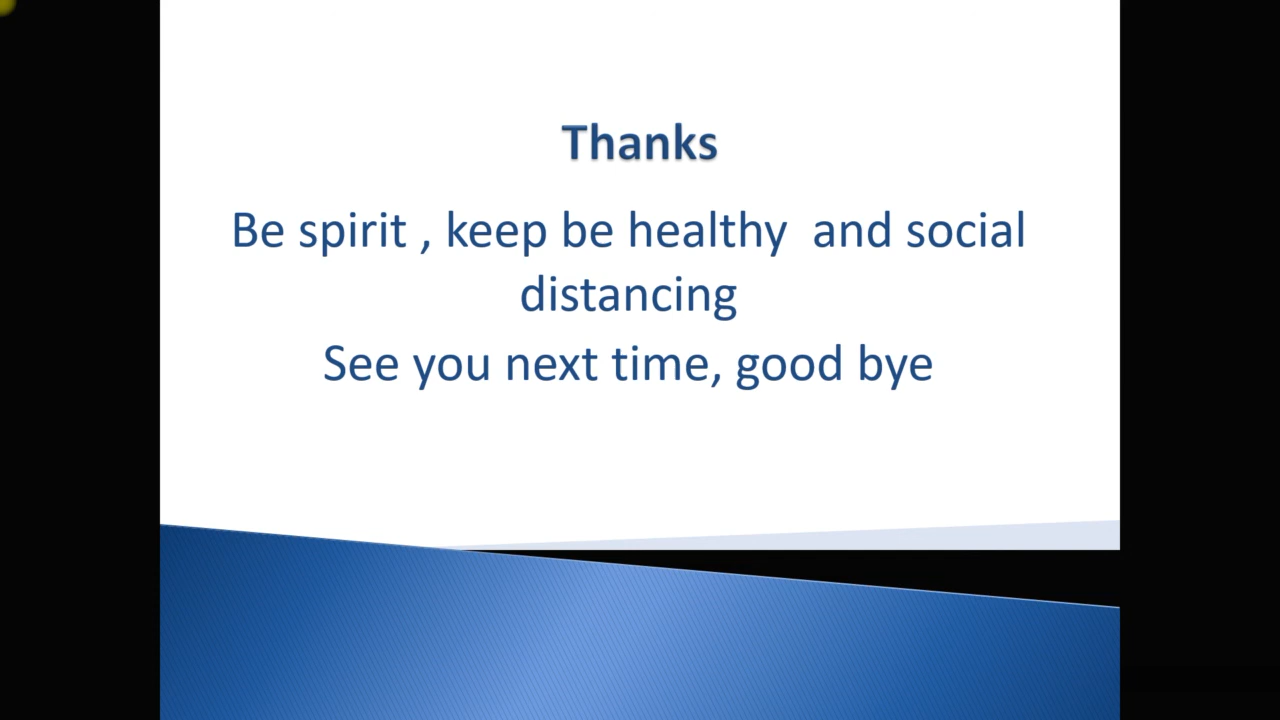 Thanks
Be spirit , keep be healthy  and social
distancing
See you next time, good bye